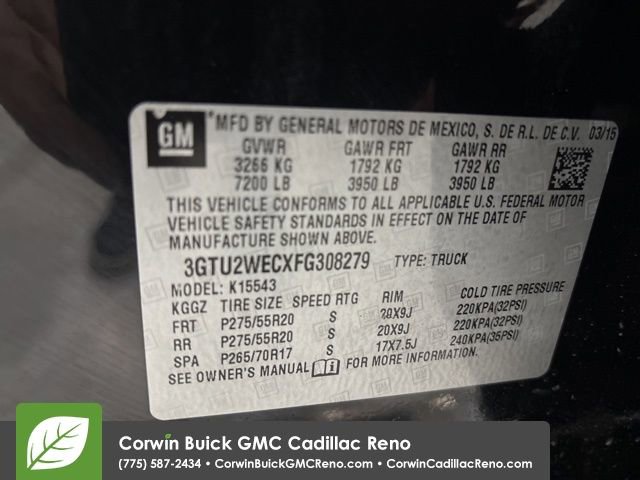 GM
*MFD BY GENERAL MOTORS DE MEXICO, S. DE R.L. DE C.V. 03/15
GVWR GAWR FRT GAWR RR
3266 KG 1792 KG 1792 KG
7200 LB 3950 LB 3950 LB
THIS VEHICLE CONFORMS TO ALL APPLICABLE U.S. FEDERAL MOTOR
VEHICLE SAFETY STANDARDS IN EFFECT ON THE DATE OF
MANUFACTURE SHOWN ABOVE.
3GTU2WECXFG308279 TYPE: TRUCK
MODEL: K15543
KGGZ TIRE SIZE SPEED RTG RIM COLD TIRE PRESSURE
FRT P275/55R20 S 20X9J 220KPA(32PSI)
RR P275/55R20 S 20X9J 220KPA(32PSI)
SPA P265/70R17 S 17X7.5J 240KPA(35PSI)
SEE OWNER'S MANUAL FOR MORE INFORMATION.
Corwin Buick GMC Cadillac Reno
(775) 587-2434 • CorwinBuickGMCReno.com • CorwinCadillacReno.com